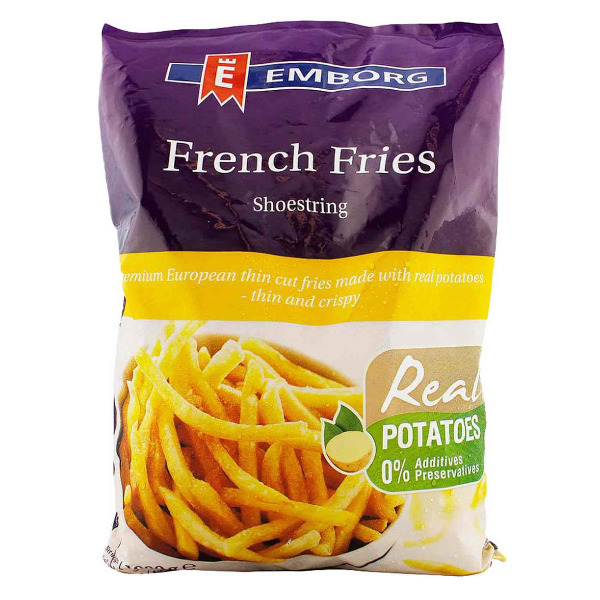 E EMBORG
French Fries
Shoestring
emium European thin cut fries made with real potatoes
- thin and crispy
Real
POTATOES
0% Additives
Preservatives